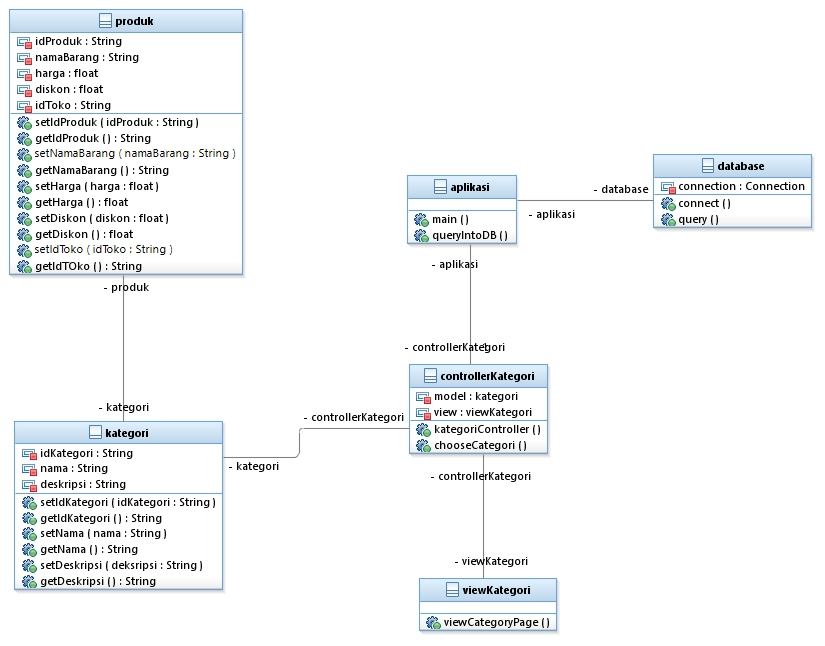 produk
idProduk : String
namaBarang : String
harga : float
diskon : float
idToko : String
setIdProduk ( idProduk : String )
getIdProduk ( ) : String
setNamaBarang ( namaBarang : String )
getNamaBarang ( ) : String
setHarga ( harga : float )
getHarga ( ) : float
setDiskon ( diskon : float )
getDiskon ( ) : float
setIdToko ( idToko : String )
getIdTOko ( ) : String
- produk
- kategori
kategori
idKategori : String
nama : String
deskripsi : String
setIdKategori ( idKategori : String )
getIdKategori ( ) : String
setNama ( nama : String )
getNama ( ) : String
setDeskripsi ( deksripsi : String )
getDeskripsi ( ) : String
- controllerKategori
- kategori
aplikasi
main ( )
queryIntoDB ( )
- database
- aplikasi
database
connection : Connection
connect ( )
query ( )
- aplikasi
- controllerKategori
controllerKategori
model : kategori
view : viewKategori
kategoriController ( )
chooseCategori ( )
- controllerKategori
- viewKategori
viewKategori
viewCategoryPage ( )